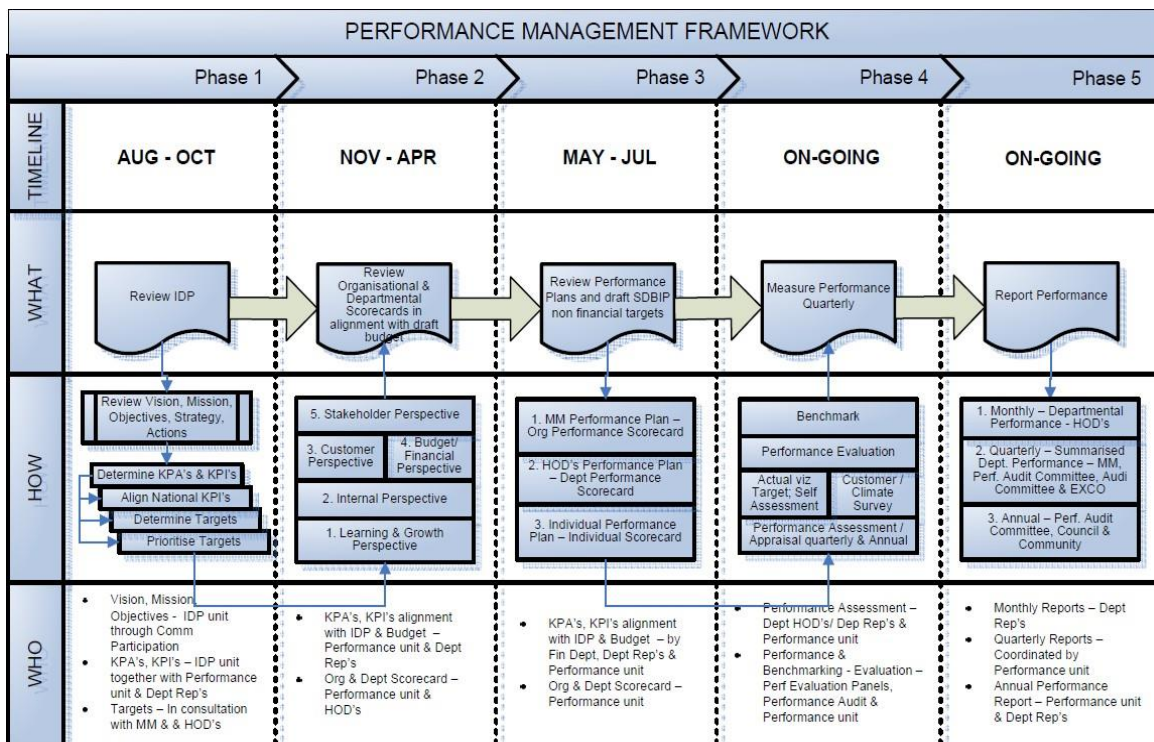 PERFORMANCE MANAGEMENT FRAMEWORK
Phase 1
Phase 2
Phase 3
Phase 4
Phase 5
TIMELINE
AUG - OCT
NOV - APR
MAY - JUL
ON-GOING
ON-GOING
WHAT
Review IDP
Review
Organisational &
Departmental
Scorecards in
alignment with draft
budget
Review Performance
Plans and draft SDBIP
non financial targets
Measure Performance
Quarterly
Report Performance
HOW
Review Vision, Mission,
Objectives, Strategy,
Actions
Determine KPA's & KPI's
Align National KPI's
Determine Targets
Prioritise Targets
5. Stakeholder Perspective
3. Customer
Perspective
4. Budget/
Financial
Perspective
2. Internal Perspective
1. Learning & Growth
Perspective
1. MM Performance Plan –
Org Performance Scorecard
2. HOD's Performance Plan
– Dept Performance
Scorecard
3. Individual Performance
Plan – Individual Scorecard
Benchmark
Performance Evaluation
Actual viz
Target; Self
Assessment
Customer /
Climate
Survey
Performance Assessment /
Appraisal quarterly & Annual
1. Monthly – Departmental
Performance - HOD's
2. Quarterly – Summarised
Dept. Performance – MM,
Perf. Audit Committee, Audi
Committee & EXCO
3. Annual – Perf. Audit
Committee, Council &
Community
WHO
• Vision, Mission,
Objectives - IDP unit
through Comm
Participation
• KPA's, KPI's – IDP unit
together with Performance
unit & Dept Rep's
• Targets – In consultation
with MM & & HOD's
• KPA's, KPI's alignment
with IDP & Budget –
Performance unit & Dept
Rep's
• Org & Dept Scorecard –
Performance unit &
HOD's
• KPA's, KPI's alignment
with IDP & Budget – by
Fin Dept, Dept Rep's &
Performance unit
• Org & Dept Scorecard –
Performance unit
• Performance Assessment –
Dept HOD's/ Dep Rep's &
Performance unit
• Performance &
Benchmarking - Evaluation –
Perf Evaluation Panels,
Performance Audit &
Performance unit
• Monthly Reports – Dept
Rep's
• Quarterly Reports –
Coordinated by
Performance unit
• Annual Performance
Report – Performance unit
& Dept Rep's